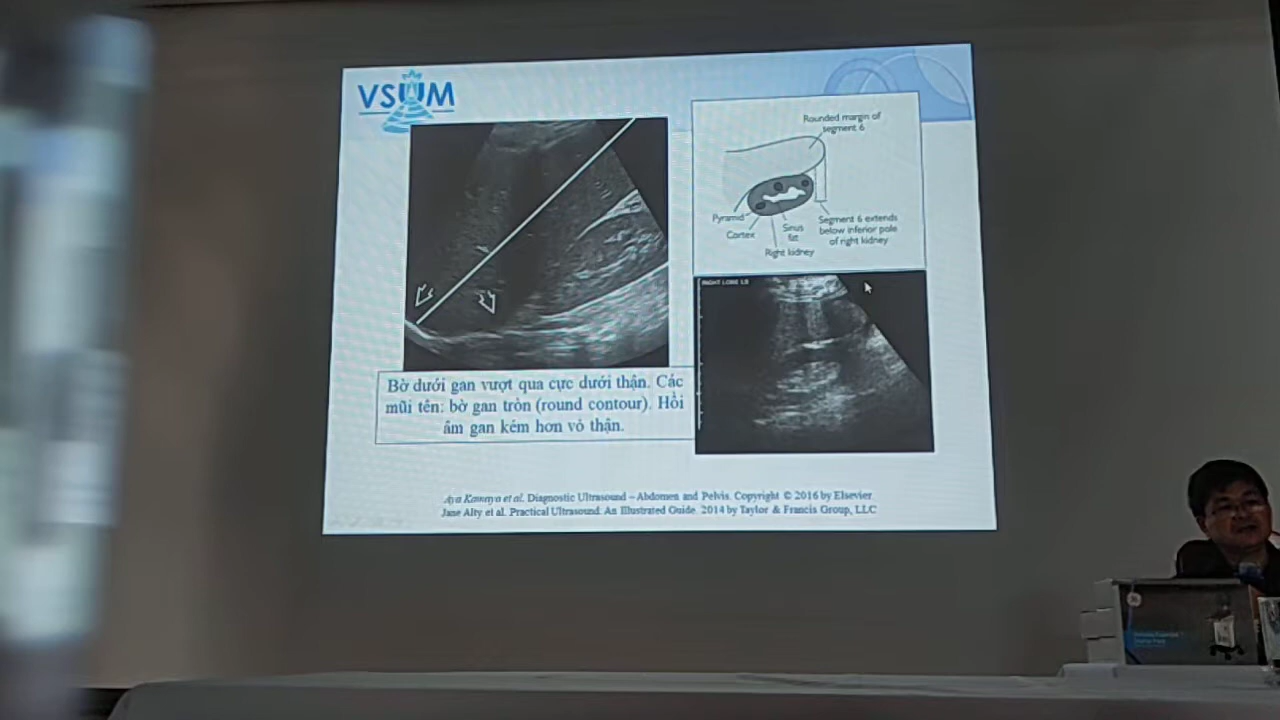 VSUM
Rounded margin of
segment 6
Pyramid
Cortex
Sinus
fat
Right kidney
Segment 6 extends
below inferior pole
of right kidney
RIGHT LOBE LS
Bờ dưới gan vượt qua cực dưới thận. Các
mũi tên: bờ gan tròn (round contour). Hồi
âm gan kém hơn vỏ thận.
Aya Kamaya et al. Diagnostic Ultrasound – Abdomen and Pelvis. Copyright © 2016 by Elsevier
Jane Alty et al. Practical Ultrasound. An Illustrated Guide. 2014 by Taylor & Francis Group, LLC